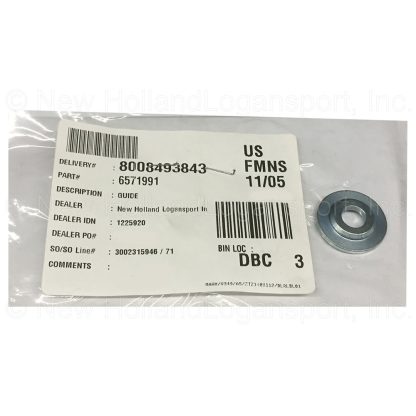 © New HollandLogansport, Inc.
US
FMNS
11/05
DELIVERY# : 8008493843
PART# : 6571991
DESCRIPTION : GUIDE
DEALER : New Holland Logansport In
DEALER IDN : 1225920
DEALER PO# :
SO/SO Line# : 3002315946 / 71
COMMENTS :
BIN LOC :
DBC 3
© New HollandLogansport, Inc.